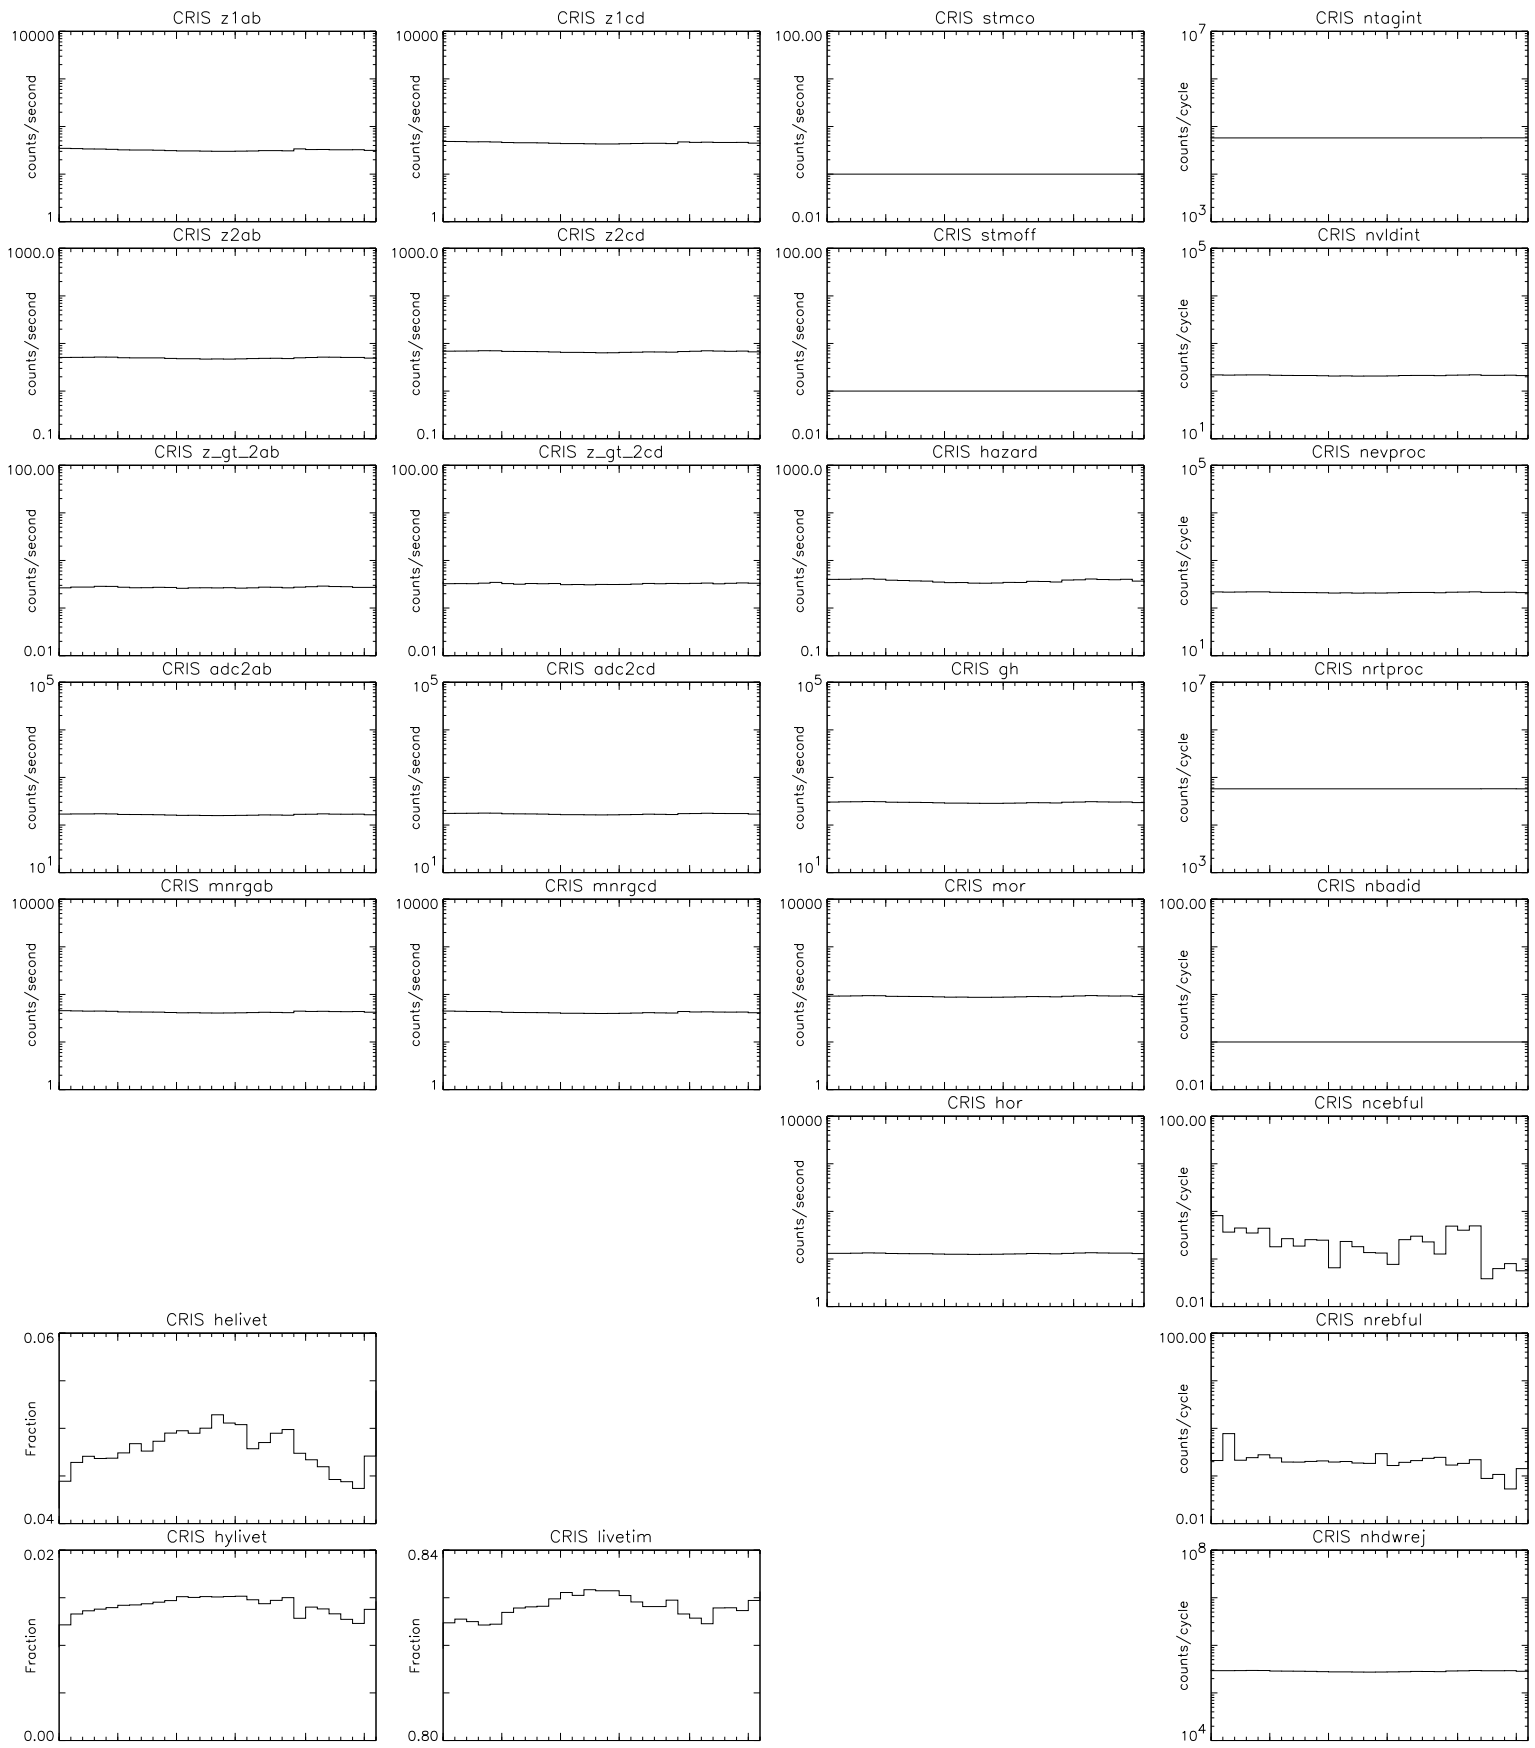 CRIS z1ab
10000
counts/second
1
CRIS z1cd
10000
counts/second
1
CRIS stmco
100.00
counts/second
0.01
CRIS ntagint
10^7
counts/cycle
10^3
CRIS z2ab
1000.0
counts/second
0.1
CRIS z2cd
1000.0
counts/second
0.1
CRIS stmoff
100.00
counts/second
0.01
CRIS nvldint
10^5
counts/cycle
10^1
CRIS z_gt_2ab
100.00
counts/second
0.01
CRIS z_gt_2cd
100.00
counts/second
0.01
CRIS hazard
1000.0
counts/second
0.1
CRIS nevproc
10^5
counts/cycle
10^1
CRIS adc2ab
10^5
counts/second
10^1
CRIS adc2cd
10^5
counts/second
10^1
CRIS gh
10^5
counts/second
10^1
CRIS nrtproc
10^7
counts/cycle
10^3
CRIS mnrgab
10000
counts/second
1
CRIS mnrgcd
10000
counts/second
1
CRIS mor
10000
counts/second
1
CRIS nbadid
100.00
counts/cycle
0.01
CRIS hor
10000
counts/second
1
CRIS ncebful
100.00
counts/cycle
0.01
CRIS helivet
0.06
Fraction
0.04
CRIS nrebful
100.00
counts/cycle
0.01
CRIS hylivet
0.02
Fraction
0.00
CRIS livetim
0.84
Fraction
0.80
CRIS nhdwrej
10^8
counts/cycle
10^4